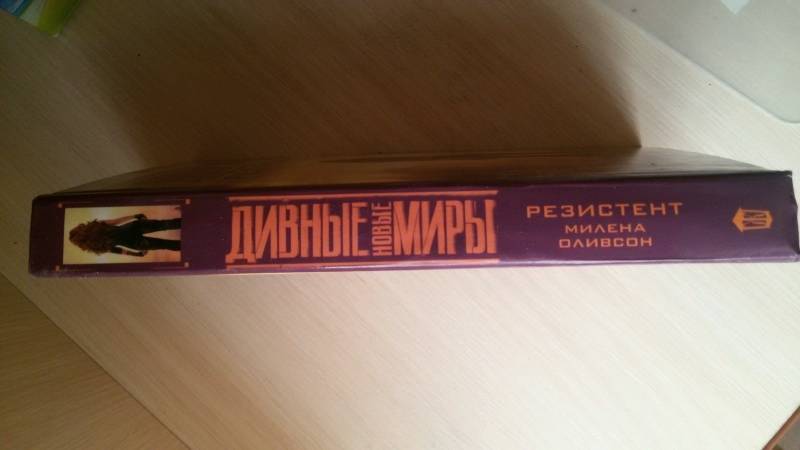 ДИВНЫЕ
НОВЫЕ
МИРЫ
РЕЗИСТЕНТ
МИЛЕНА
ОЛИВСОН